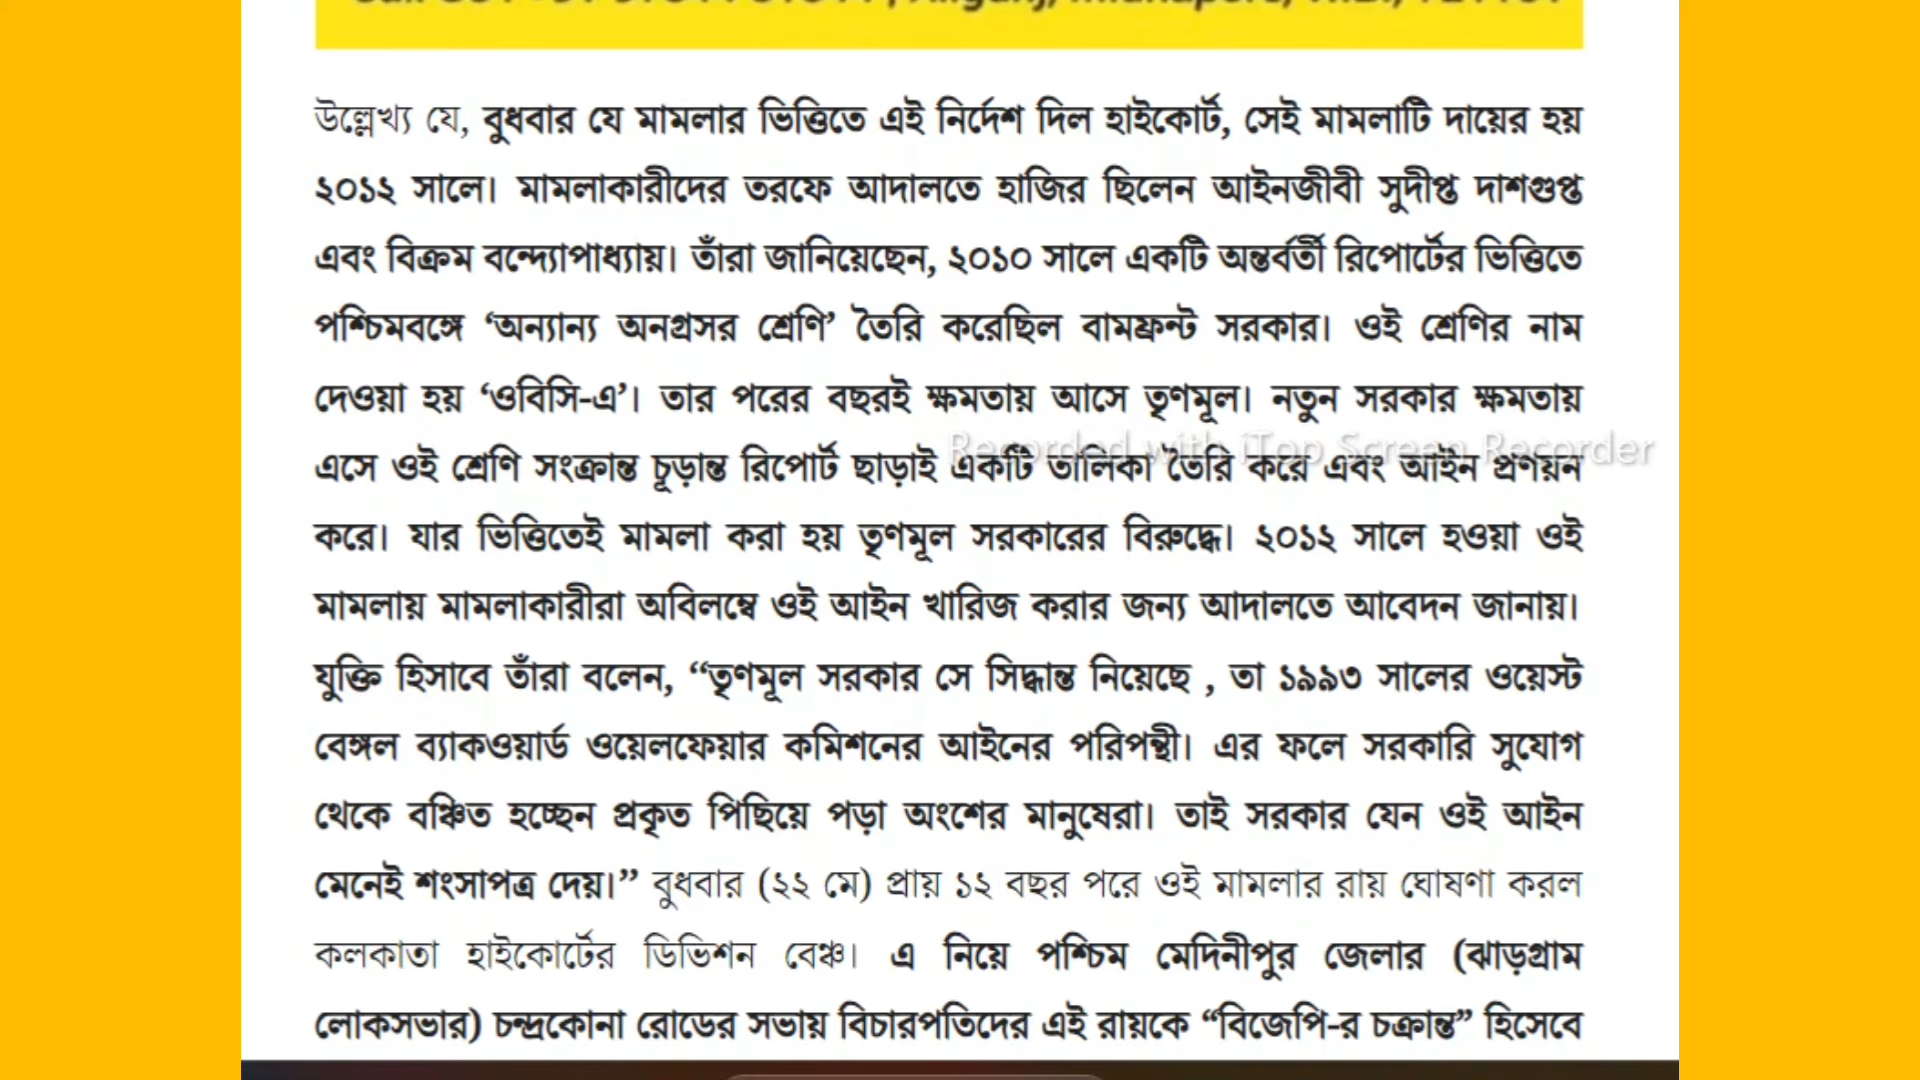 উল্লেখ্য যে, বুধবার যে মামলার ভিত্তিতে এই নির্দেশ দিল হাইকোর্ট, সেই মামলাটি দায়ের হয়
২০১২ সালে। মামলাকারীদের তরফে আদালতে হাজির ছিলেন আইনজীবী সুদীপ্ত দাশগুপ্ত
এবং বিক্রম বন্দ্যোপাধ্যায়। তাঁরা জানিয়েছেন, ২০১০ সালে একটি অন্তর্বর্তী রিপোর্টের ভিত্তিতে
পশ্চিমবঙ্গে ‘অন্যান্য অনগ্রসর শ্রেণি’ তৈরি করেছিল বামফ্রন্ট সরকার। ওই শ্রেণির নাম
দেওয়া হয় ‘ওবিসি-এ’। তার পরের বছরই ক্ষমতায় আসে তৃণমূল। নতুন সরকার ক্ষমতায়
Recorded with iTop Screen Recorder
এসে ওই শ্রেণি সংক্রান্ত চূড়ান্ত রিপোর্ট ছাড়াই একটি তালিকা তৈরি করে এবং আইন প্রণয়ন
করে। যার ভিত্তিতেই মামলা করা হয় তৃণমূল সরকারের বিরুদ্ধে। ২০১২ সালে হওয়া ওই
মামলায় মামলাকারীরা অবিলম্বে ওই আইন খারিজ করার জন্য আদালতে আবেদন জানায়।
যুক্তি হিসাবে তাঁরা বলেন, “তৃণমূল সরকার সে সিদ্ধান্ত নিয়েছে , তা ১৯৯৩ সালের ওয়েস্ট
বেঙ্গল ব্যাকওয়ার্ড ওয়েলফেয়ার কমিশনের আইনের পরিপন্থী। এর ফলে সরকারি সুযোগ
থেকে বঞ্চিত হচ্ছেন প্রকৃত পিছিয়ে পড়া অংশের মানুষেরা। তাই সরকার যেন ওই আইন
মেনেই শংসাপত্র দেয়।” বুধবার (২২ মে) প্রায় ১২ বছর পরে ওই মামলার রায় ঘোষণা করল
কলকাতা হাইকোর্টের ডিভিশন বেঞ্চ। এ নিয়ে পশ্চিম মেদিনীপুর জেলার (ঝাড়গ্রাম
লোকসভার) চন্দ্রকোনা রোডের সভায় বিচারপতিদের এই রায়কে “বিজেপি-র চক্রান্ত” হিসেবে